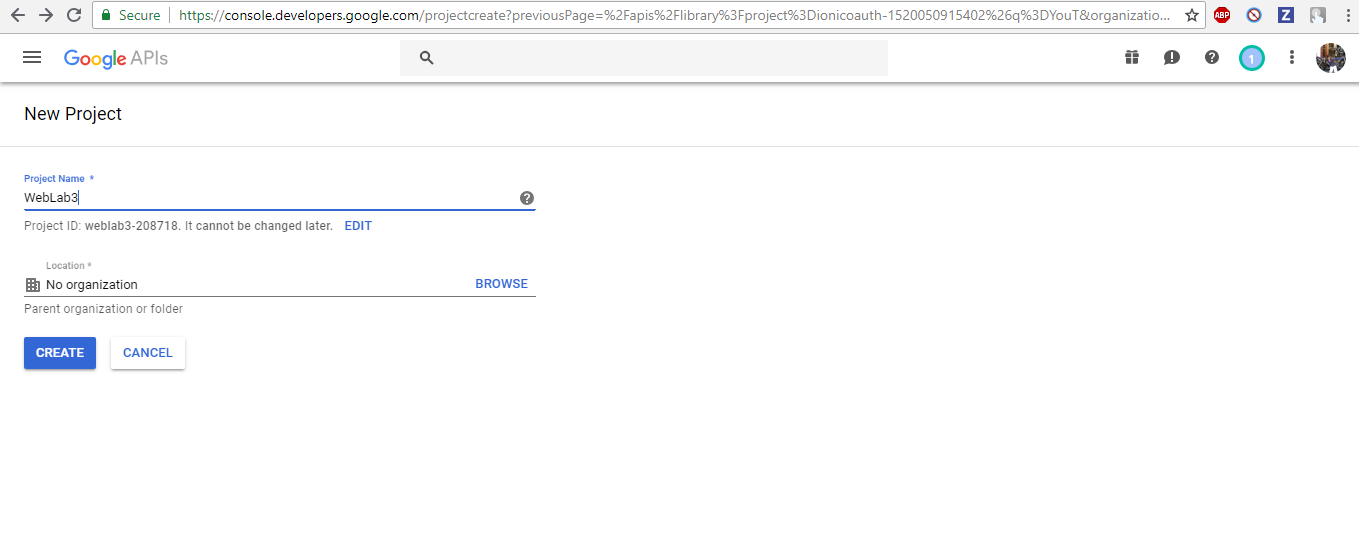 Secure
https://console.developers.google.com/projectcreate?previousPage=%2Fapis%2Flibrary%3Fproject%3Dionicoauth-1520050915402%26q%3DYouT&organizatio...
ABP
Z
Google APIs
1
New Project
Project Name *
WebLab3
Project ID: weblab3-208718. It cannot be changed later. EDIT
Location *
No organization BROWSE
Parent organization or folder
CREATE CANCEL